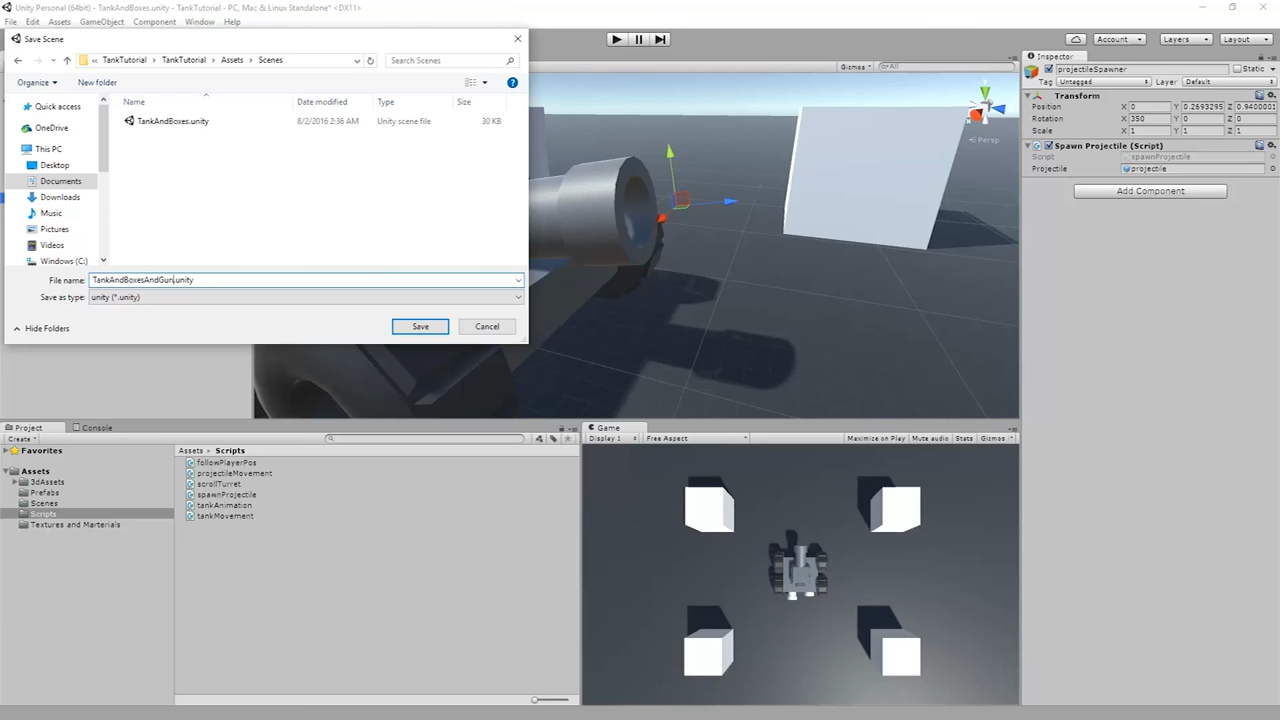 Unity Personal (64bit) - TankAndBoxes.unity - TankTutorial - PC, Mac & Linux Standalone* <DX11>
File Edit Assets GameObject Component Window Help
Account Layers Layout
Save Scene
« TankTutorial > TankTutorial > Assets > Scenes
Search Scenes
Organize New folder
Name Date modified Type Size
Quick access
OneDrive
This PC
Desktop
Documents
Downloads
Music
Pictures
Videos
Windows (C:)
TankAndBoxes.unity 8/2/2016 2:36 AM Unity scene file 30 KB
File name: TankAndBoxesAndGun.unity
Save as type: unity (*.unity)
Hide Folders
Save Cancel
Gizmos All
y
Persp
Inspector
projectileSpawner Static
Tag Untagged Layer Default
Transform
Position X 0 Y 0.2693295 Z 0.9400001
Rotation X 350 Y 0 Z 0
Scale X 1 Y 1 Z 1
Spawn Projectile (Script)
Script spawnProjectile
Projectile projectile
Add Component
Project Console
Create
Favorites
Assets
3dAssets
Prefabs
Scenes
Scripts
Textures and Marterials
Assets Scripts
followPlayerPos
projectileMovement
scrollTurret
spawnProjectile
tankAnimation
tankMovement
Game
Display 1 Free Aspect Maximize on Play Mute audio Stats Gizmos